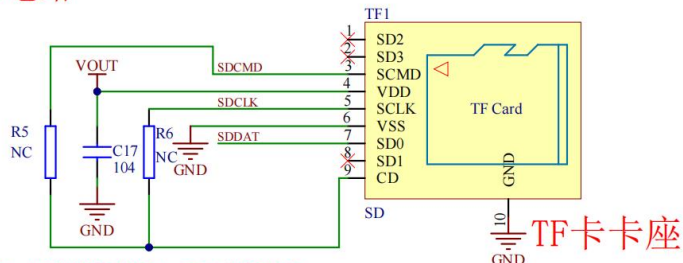 TF1
1 SD2
2 SD3
SDCMD 3 SCMD
VOUT 4 VDD
SDCLK 5 SCLK
6 VSS
SDDAT 7 SD0
8 SD1
9 CD
TF Card
R5
NC
C17
104
R6
NC
GND
GND
GND
10
SD
GND
TF卡卡座